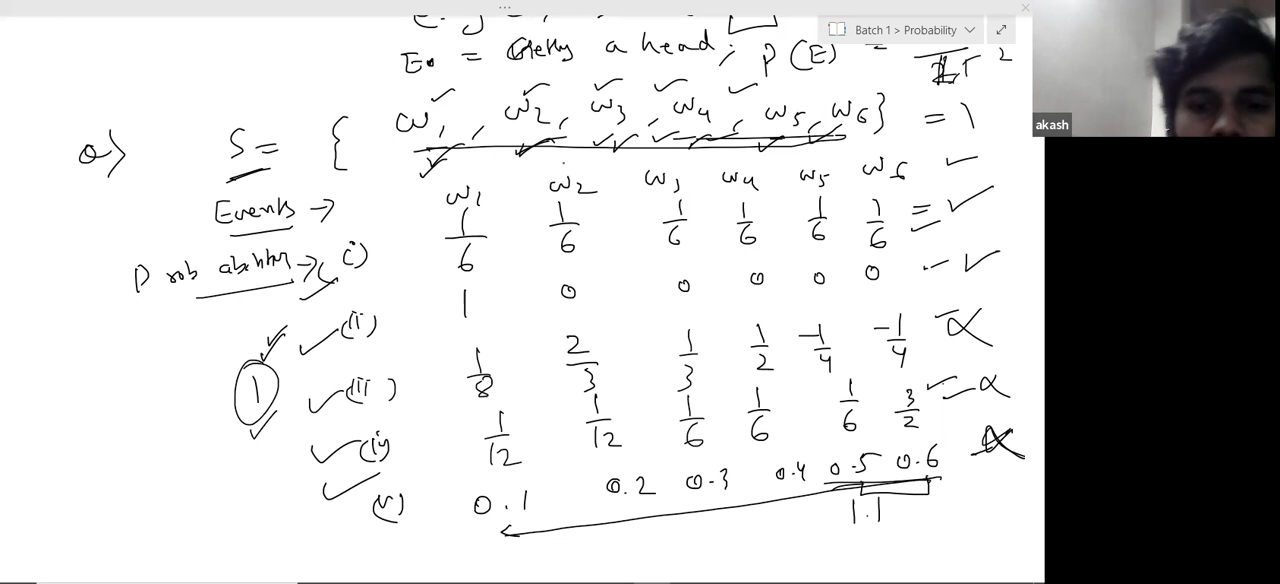 Batch 1 > Probability
E = Getting a head; P(E) =
akash
Q) S = { ω1, ω2, ω3, ω4, ω5, ω6} = 1
Events → ω1 ω2 ω3 ω4 ω5 ω6
Probability → (i) 1/6 1/6 1/6 1/6 1/6 1/6 =
(ii) 1 0 0 0 0 0
(iii) 1/8 2/3 1/3 1/2 -1/4 -1/4
1
(iv) 1/12 1/12 1/6 1/6 1/6 3/2
(v) 0.1 0.2 0.3 0.4 0.5 0.6
1.1